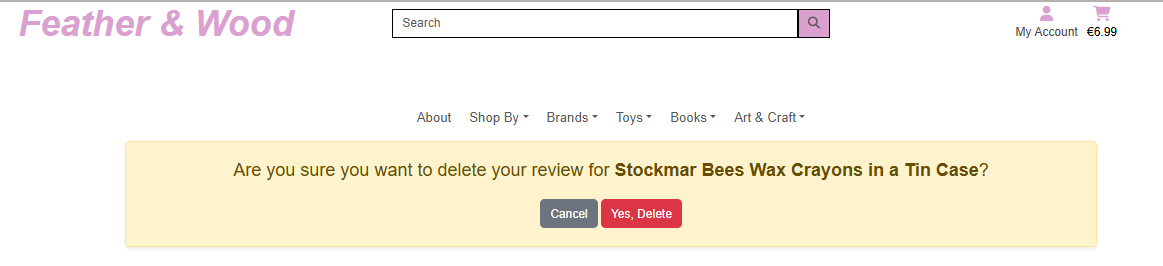 Feather & Wood
Search
My Account €6.99
About Shop By Brands Toys Books Art & Craft
Are you sure you want to delete your review for Stockmar Bees Wax Crayons in a Tin Case?
Cancel Yes, Delete